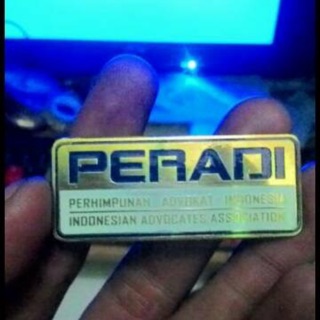 PERADI
PERHIMPUNAN ADVOKAT INDONESIA
INDONESIAN ADVOCATES ASSOCIATION